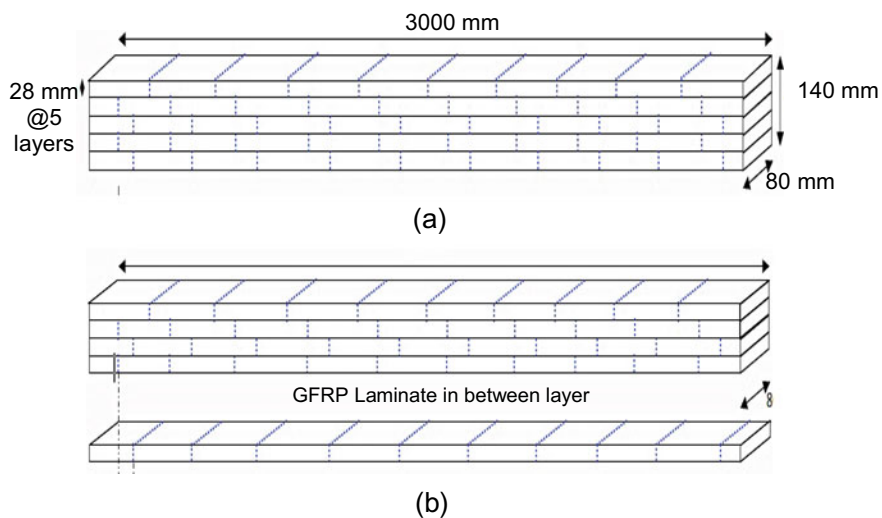 3000 mm
28 mm
@5
layers
140 mm
80 mm
(a)
GFRP Laminate in between layer
8
(b)